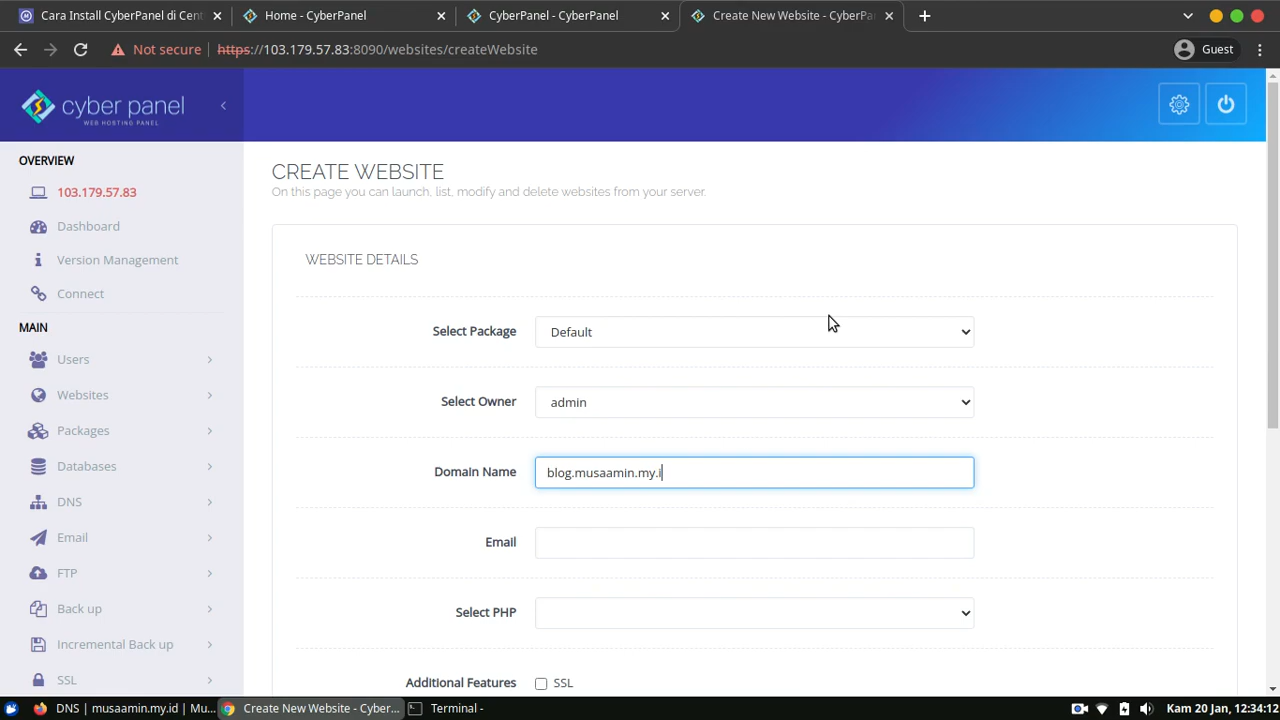 Cara Install CyberPanel di Cent
Home - CyberPanel
CyberPanel - CyberPanel
Create New Website - CyberPa
Not secure
https://103.179.57.83:8090/websites/createWebsite
Guest
cyber panel
WEB HOSTING PANEL
OVERVIEW
103.179.57.83
Dashboard
Version Management
Connect
MAIN
Users
Websites
Packages
Databases
DNS
Email
FTP
Back up
Incremental Back up
SSL
CREATE WEBSITE
On this page you can launch, list, modify and delete websites from your server.
WEBSITE DETAILS
Select Package
Default
Select Owner
admin
Domain Name
blog.musaamin.my.i
Email
Select PHP
Additional Features
SSL
DNS | musaamin.my.id | Mu...
Create New Website - Cyber...
Terminal -
Kam 20 Jan, 12:34:12